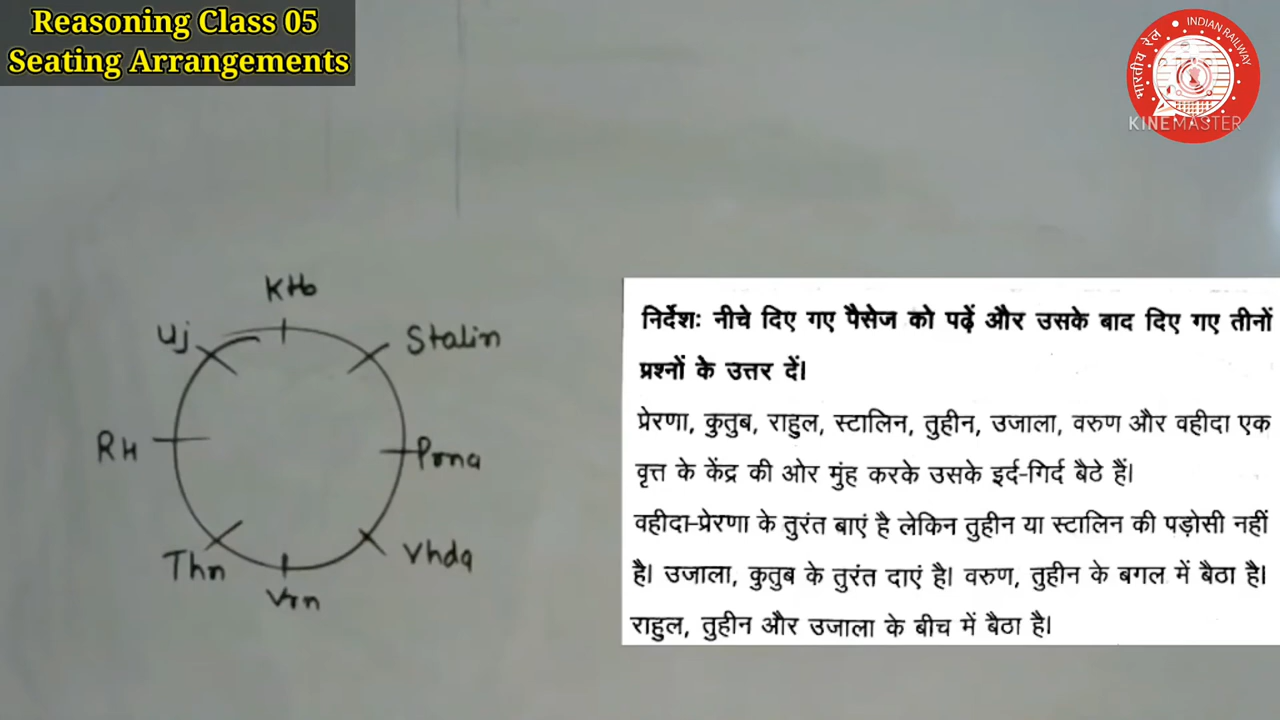 Reasoning Class 05
Seating Arrangements
भारतीय रेल
INDIAN RAILWAY
KINEMASTER
KHb
Uj
Stalin
RH
Prna
Thn
Vhda
Vrn
निर्देशः नीचे दिए गए पैसेज को पढ़ें और उसके बाद दिए गए तीनों
प्रश्नों के उत्तर दें।
प्रेरणा, कुतुब, राहुल, स्टालिन, तुहीन, उजाला, वरुण और वहीदा एक
वृत्त के केंद्र की ओर मुंह करके उसके इर्द-गिर्द बैठे हैं।
वहीदा-प्रेरणा के तुरंत बाएं है लेकिन तुहीन या स्टालिन की पड़ोसी नहीं
है। उजाला, कुतुब के तुरंत दाएं है। वरुण, तुहीन के बगल में बैठा है।
राहुल, तुहीन और उजाला के बीच में बैठा है।